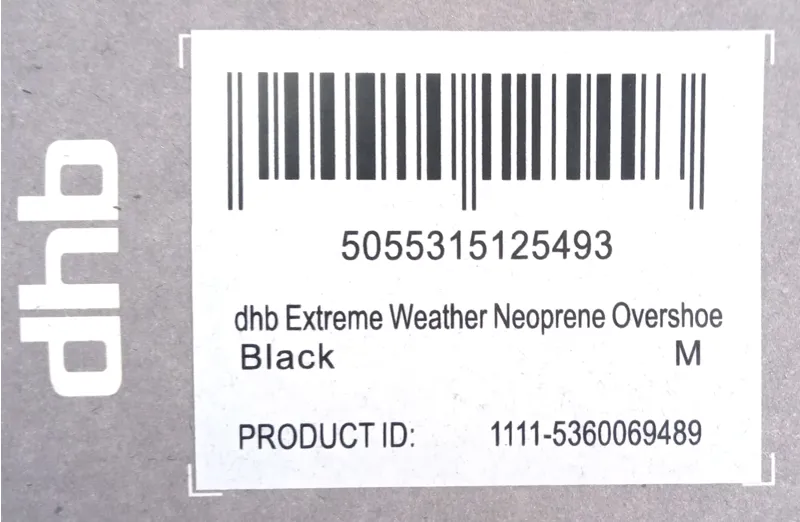 dhb
5055315125493
dhb Extreme Weather Neoprene Overshoe
Black M
PRODUCT ID: 1111-5360069489